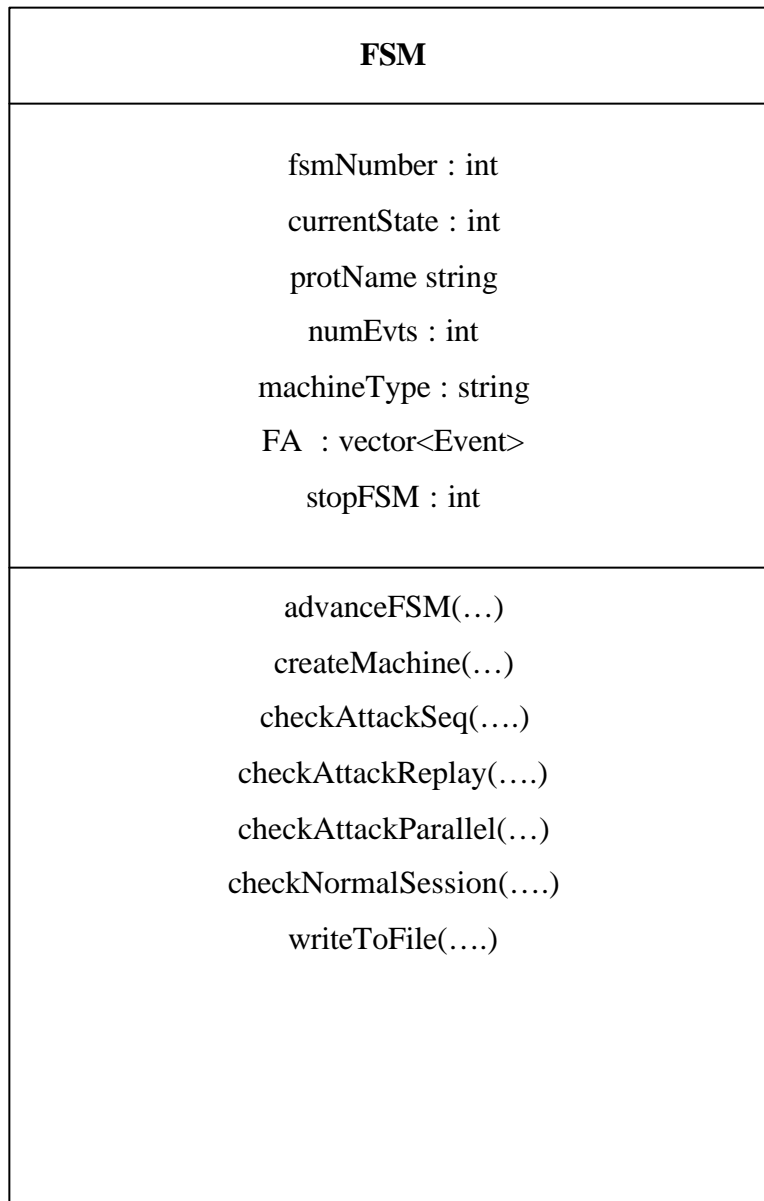 FSM
fsmNumber : int
currentState : int
protName string
numEvts : int
machineType : string
FA : vector<Event>
stopFSM : int
advanceFSM(…)
createMachine(…)
checkAttackSeq(….)
checkAttackReplay(….)
checkAttackParallel(…)
checkNormalSession(….)
writeToFile(….)